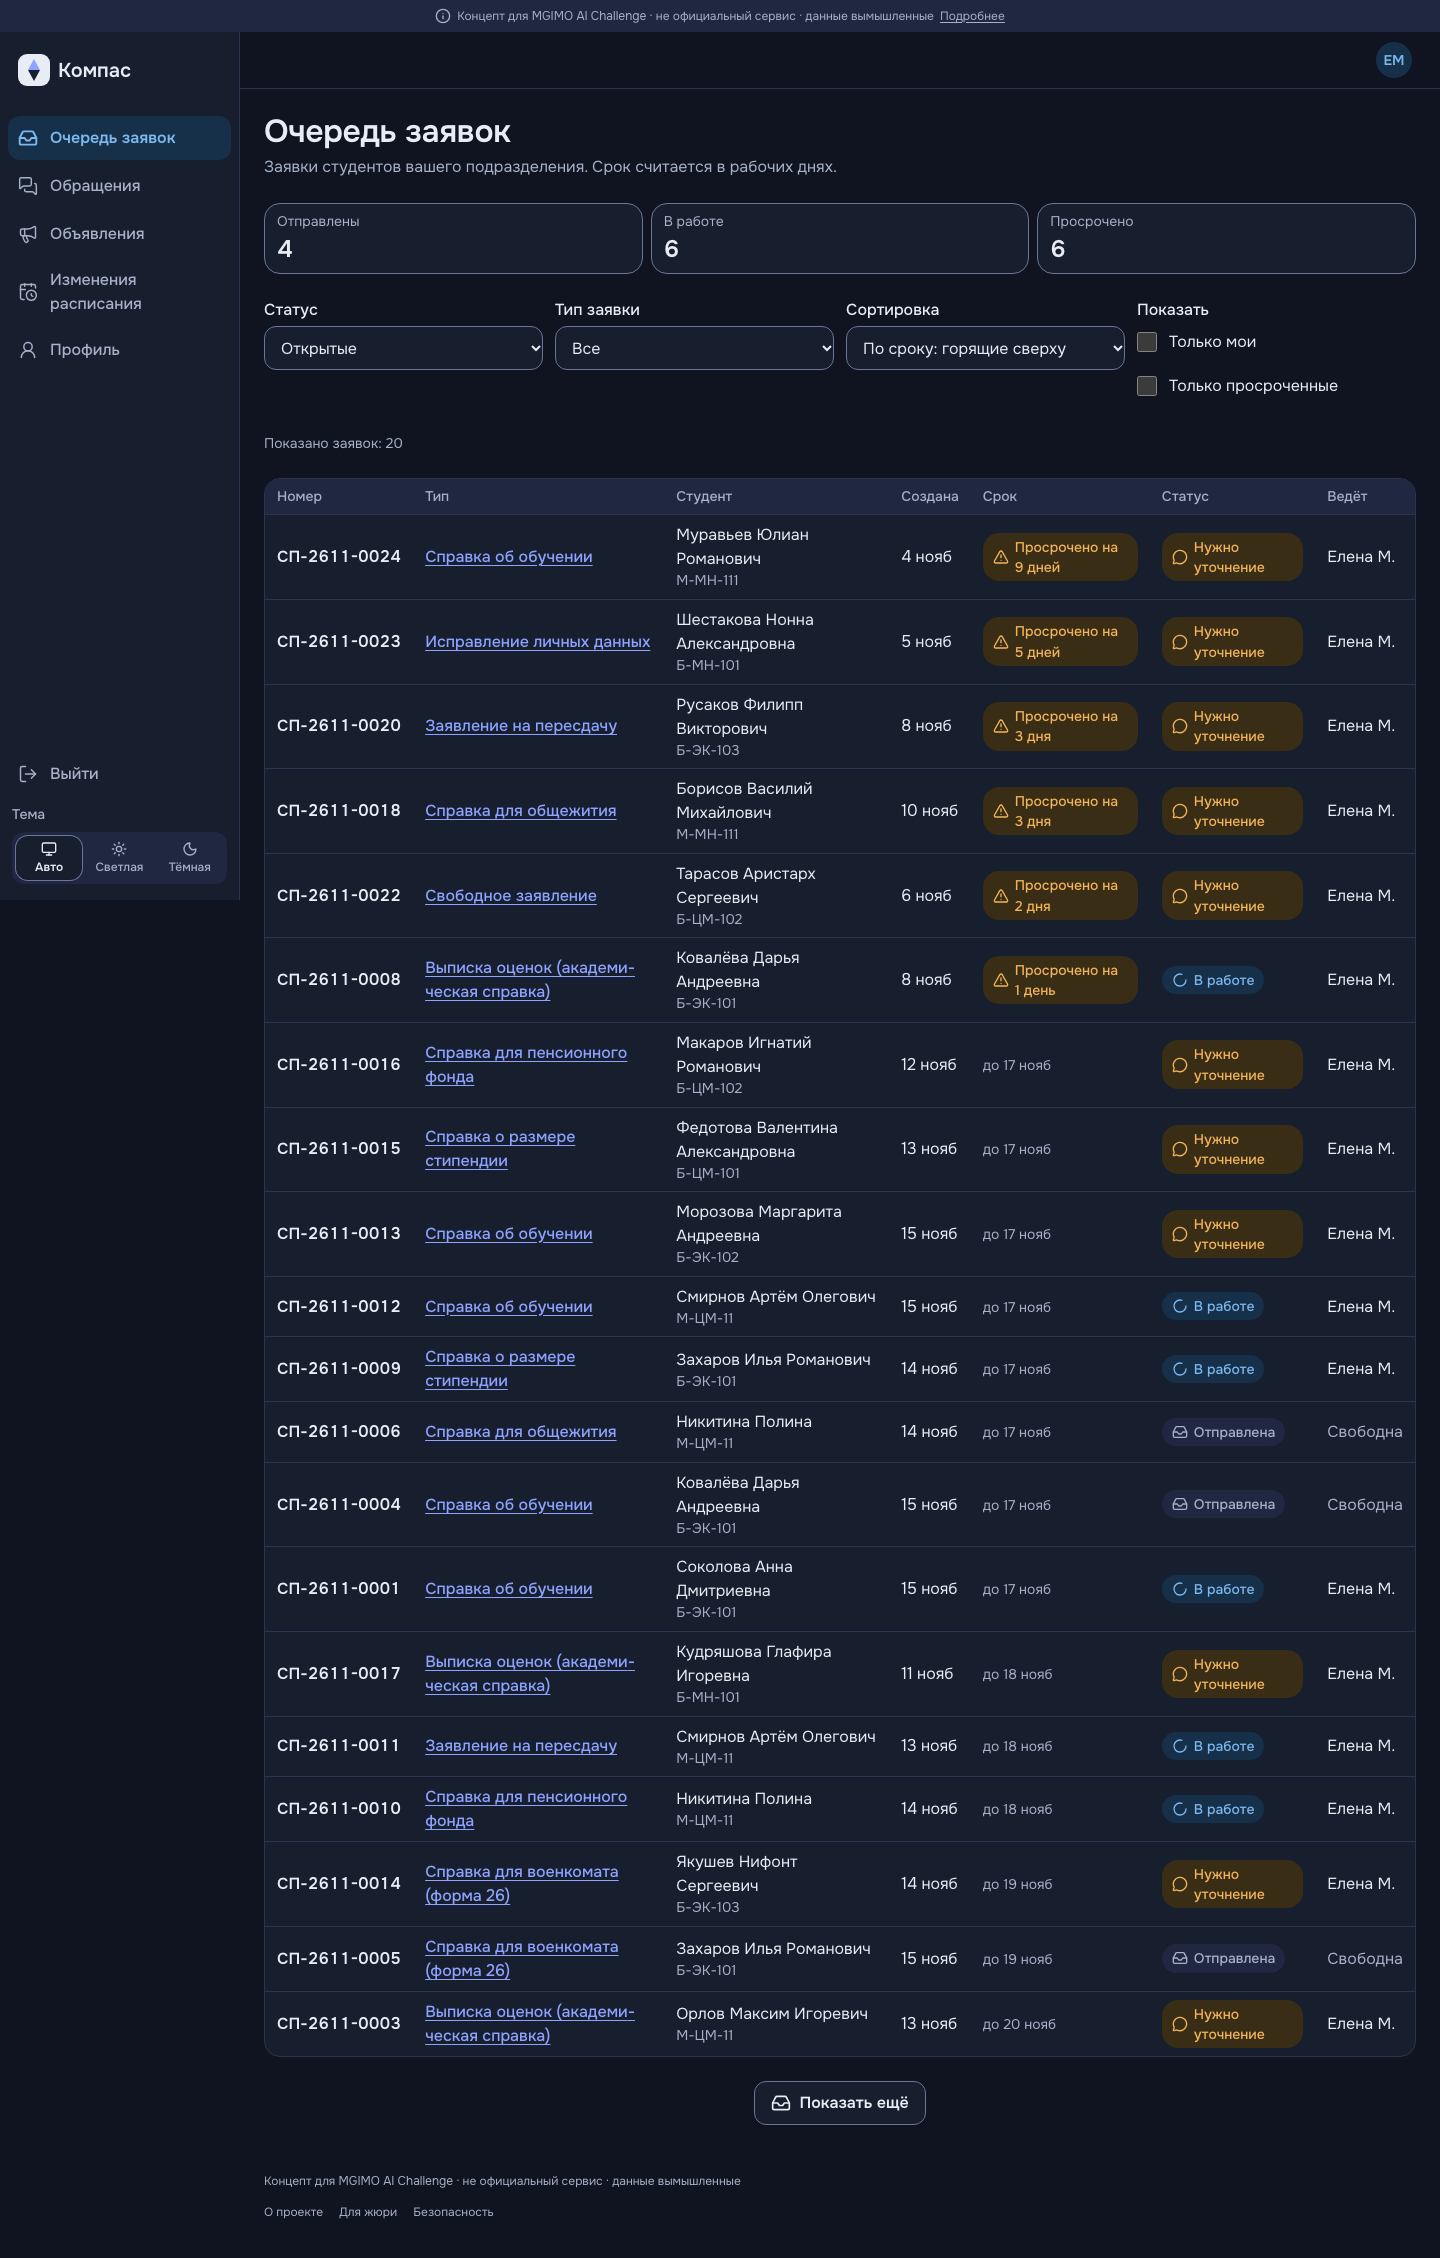 Концепт для MGIMO AI Challenge · не официальный сервис · данные вымышленные Подробнее
Компас
ЕМ
Очередь заявок
Обращения
Объявления
Изменения
расписания
Профиль
Выйти
Тема
Авто Светлая Тёмная
Очередь заявок
Заявки студентов вашего подразделения. Срок считается в рабочих днях.
Отправлены
4
В работе
6
Просрочено
6
Статус
Открытые
Тип заявки
Все
Сортировка
По сроку: горящие сверху
Показать
Только мои
Только просроченные
Показано заявок: 20
Номер Тип Студент Создана Срок Статус Ведёт
СП-2611-0024 Справка об обучении Муравьев Юлиан
Романович
М-МН-111 4 нояб Просрочено на
9 дней Нужно
уточнение Елена М.
СП-2611-0023 Исправление личных данных Шестакова Нонна
Александровна
Б-МН-101 5 нояб Просрочено на
5 дней Нужно
уточнение Елена М.
СП-2611-0020 Заявление на пересдачу Русаков Филипп
Викторович
Б-ЭК-103 8 нояб Просрочено на
3 дня Нужно
уточнение Елена М.
СП-2611-0018 Справка для общежития Борисов Василий
Михайлович
М-МН-111 10 нояб Просрочено на
3 дня Нужно
уточнение Елена М.
СП-2611-0022 Свободное заявление Тарасов Аристарх
Сергеевич
Б-ЦМ-102 6 нояб Просрочено на
2 дня Нужно
уточнение Елена М.
СП-2611-0008 Выписка оценок (академи-
ческая справка) Ковалёва Дарья
Андреевна
Б-ЭК-101 8 нояб Просрочено на
1 день В работе Елена М.
СП-2611-0016 Справка для пенсионного
фонда Макаров Игнатий
Романович
Б-ЦМ-102 12 нояб до 17 нояб Нужно
уточнение Елена М.
СП-2611-0015 Справка о размере
стипендии Федотова Валентина
Александровна
Б-ЦМ-101 13 нояб до 17 нояб Нужно
уточнение Елена М.
СП-2611-0013 Справка об обучении Морозова Маргарита
Андреевна
Б-ЭК-102 15 нояб до 17 нояб Нужно
уточнение Елена М.
СП-2611-0012 Справка об обучении Смирнов Артём Олегович
М-ЦМ-11 15 нояб до 17 нояб В работе Елена М.
СП-2611-0009 Справка о размере
стипендии Захаров Илья Романович
Б-ЭК-101 14 нояб до 17 нояб В работе Елена М.
СП-2611-0006 Справка для общежития Никитина Полина
М-ЦМ-11 14 нояб до 17 нояб Отправлена Свободна
СП-2611-0004 Справка об обучении Ковалёва Дарья
Андреевна
Б-ЭК-101 15 нояб до 17 нояб Отправлена Свободна
СП-2611-0001 Справка об обучении Соколова Анна
Дмитриевна
Б-ЭК-101 15 нояб до 17 нояб В работе Елена М.
СП-2611-0017 Выписка оценок (академи-
ческая справка) Кудряшова Глафира
Игоревна
Б-МН-101 11 нояб до 18 нояб Нужно
уточнение Елена М.
СП-2611-0011 Заявление на пересдачу Смирнов Артём Олегович
М-ЦМ-11 13 нояб до 18 нояб В работе Елена М.
СП-2611-0010 Справка для пенсионного
фонда Никитина Полина
М-ЦМ-11 14 нояб до 18 нояб В работе Елена М.
СП-2611-0014 Справка для военкомата
(форма 26) Якушев Нифонт
Сергеевич
Б-ЭК-103 14 нояб до 19 нояб Нужно
уточнение Елена М.
СП-2611-0005 Справка для военкомата
(форма 26) Захаров Илья Романович
Б-ЭК-101 15 нояб до 19 нояб Отправлена Свободна
СП-2611-0003 Выписка оценок (академи-
ческая справка) Орлов Максим Игоревич
М-ЦМ-11 13 нояб до 20 нояб Нужно
уточнение Елена М.
Показать ещё
Концепт для MGIMO AI Challenge · не официальный сервис · данные вымышленные
О проекте Для жюри Безопасность